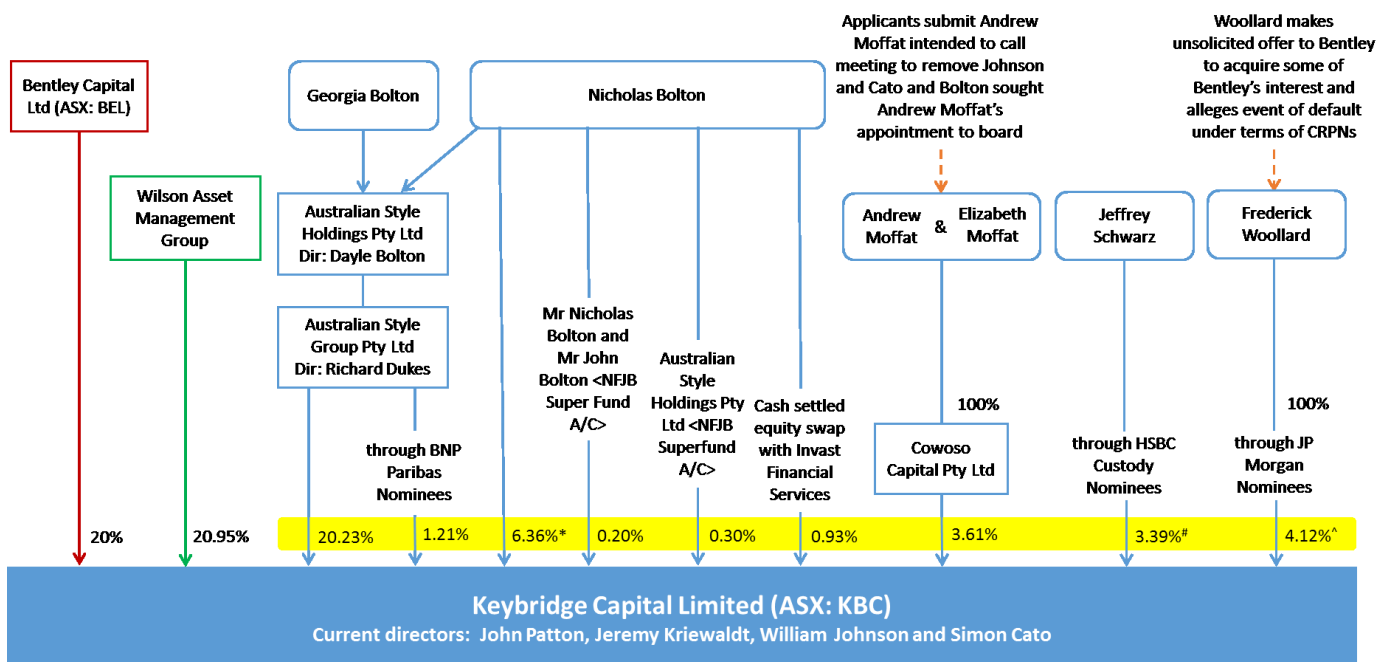 Applicants submit Andrew
Moffat intended to call
meeting to remove Johnson
and Cato and Bolton sought
Andrew Moffat's
appointment to board
Woollard makes
unsolicited offer to Bentley
to acquire some of
Bentley's interest and
alleges event of default
under terms of CRPNs
Bentley Capital
Ltd (ASX: BEL)
Georgia Bolton
Nicholas Bolton
Wilson Asset
Management
Group
Australian Style
Holdings Pty Ltd
Dir: Dayle Bolton
Andrew
Moffat
&
Elizabeth
Moffat
Jeffrey
Schwarz
Frederick
Woollard
Australian Style
Group Pty Ltd
Dir: Richard Dukes
Mr Nicholas
Bolton and
Mr John
Bolton <NFJB
Super Fund
A/C>
Australian
Style
Holdings Pty
Ltd <NFJB
Superfund
A/C>
Cash settled
equity swap
with Invast
Financial
Services
100%
100%
through BNP
Paribas
Nominees
Cowoso
Capital Pty Ltd
through HSBC
Custody
Nominees
through JP
Morgan
Nominees
20%
20.95%
20.23%
1.21%
6.36%*
0.20%
0.30%
0.93%
3.61%
3.39%#
4.12%^
Keybridge Capital Limited (ASX: KBC)
Current directors: John Patton, Jeremy Kriewaldt, William Johnson and Simon Cato